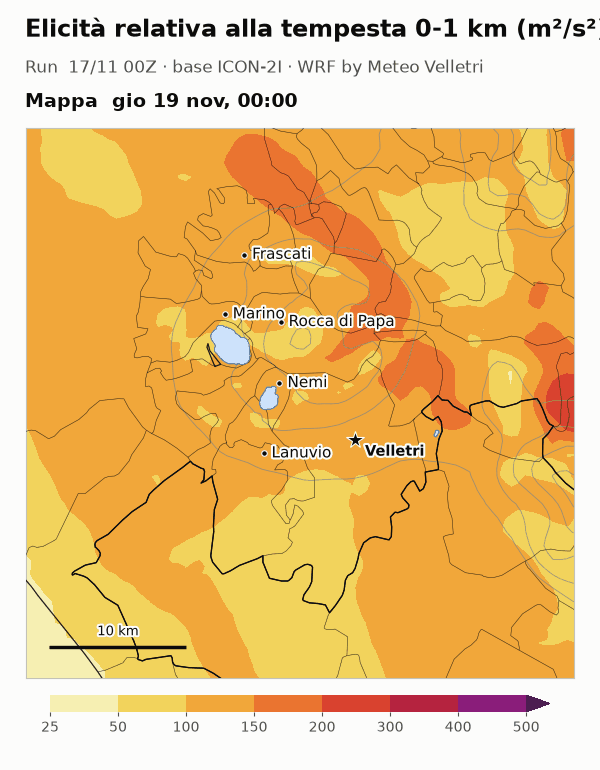 Elicità relativa alla tempesta 0-1 km (m²/s²)
Run  17/11 00Z · base ICON-2I · WRF by Meteo Velletri
Mappa  gio 19 nov, 00:00
Frascati
Marino
Rocca di Papa
Nemi
Velletri
Lanuvio
10 km
25 50 100 150 200 300 400 500